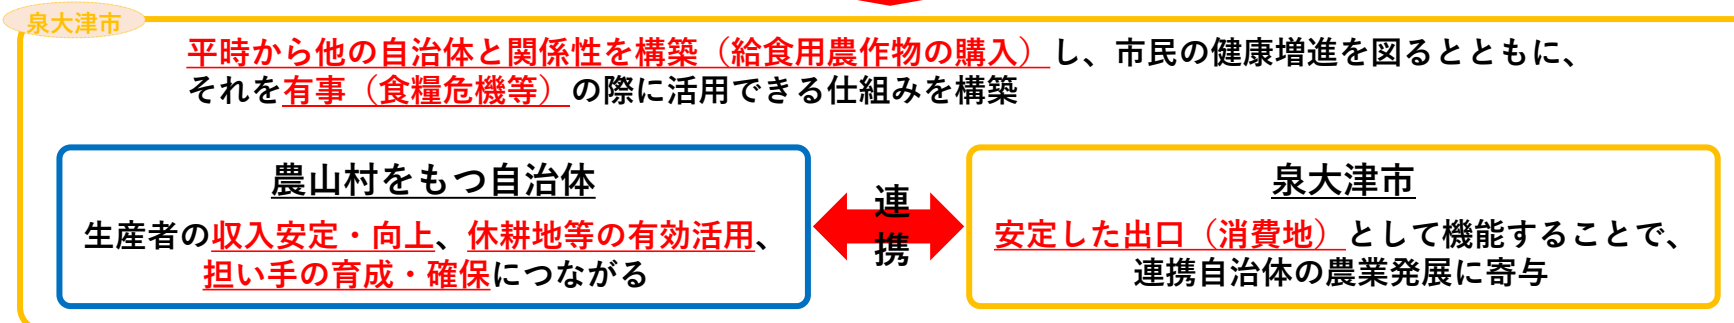 泉大津市
平時から他の自治体と関係性を構築（給食用農作物の購入）し、市民の健康増進を図るとともに、
それを有事（食糧危機等）の際に活用できる仕組みを構築
農山村をもつ自治体
生産者の収入安定・向上、休耕地等の有効活用、
担い手の育成・確保につながる
連
携
泉大津市
安定した出口（消費地）として機能することで、
連携自治体の農業発展に寄与